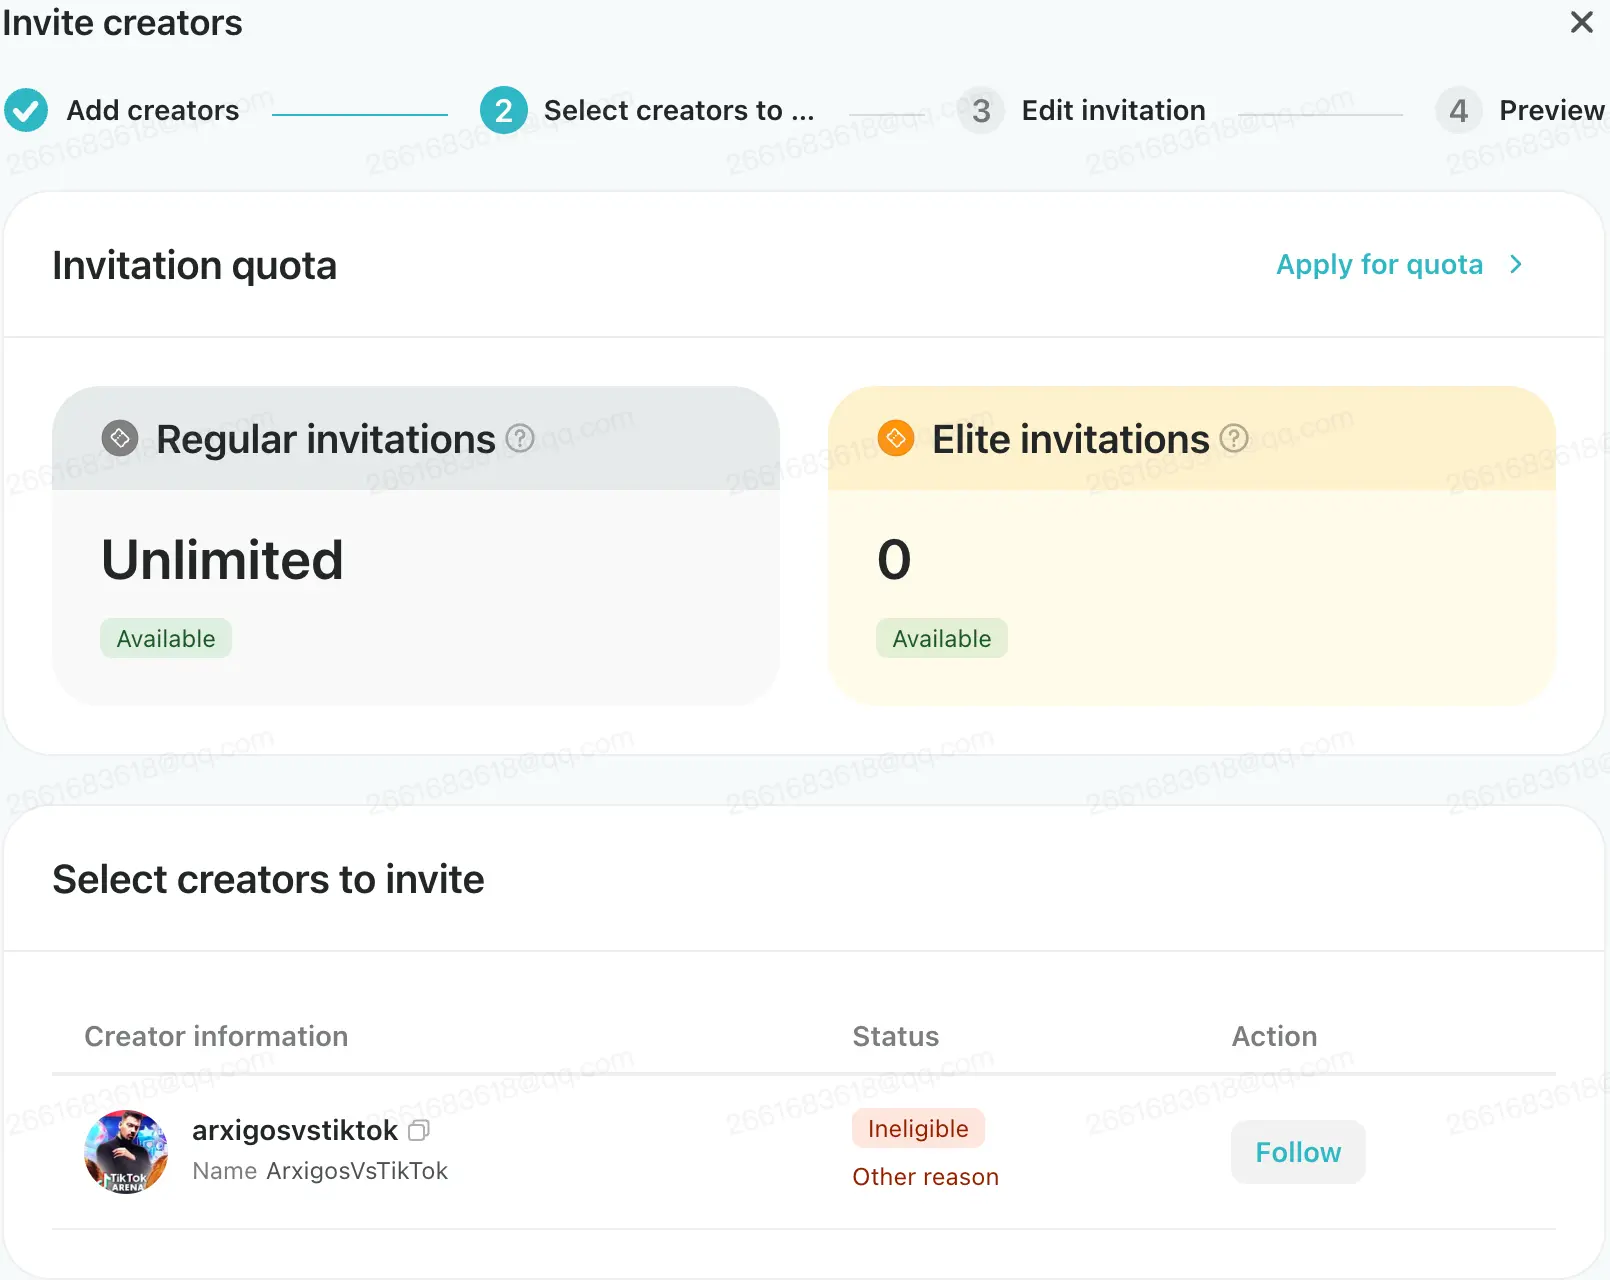 Invite creators
Add creators
2 Select creators to ...
3 Edit invitation
4 Preview
Invitation quota
Apply for quota
Regular invitations
Elite invitations
Unlimited
0
Available
Available
Select creators to invite
Creator information
Status
Action
arxigosvstiktok
Ineligible
Follow
Name ArxigosVsTikTok
Other reason
TIKTOK
ARENA
2661683618@qq.com